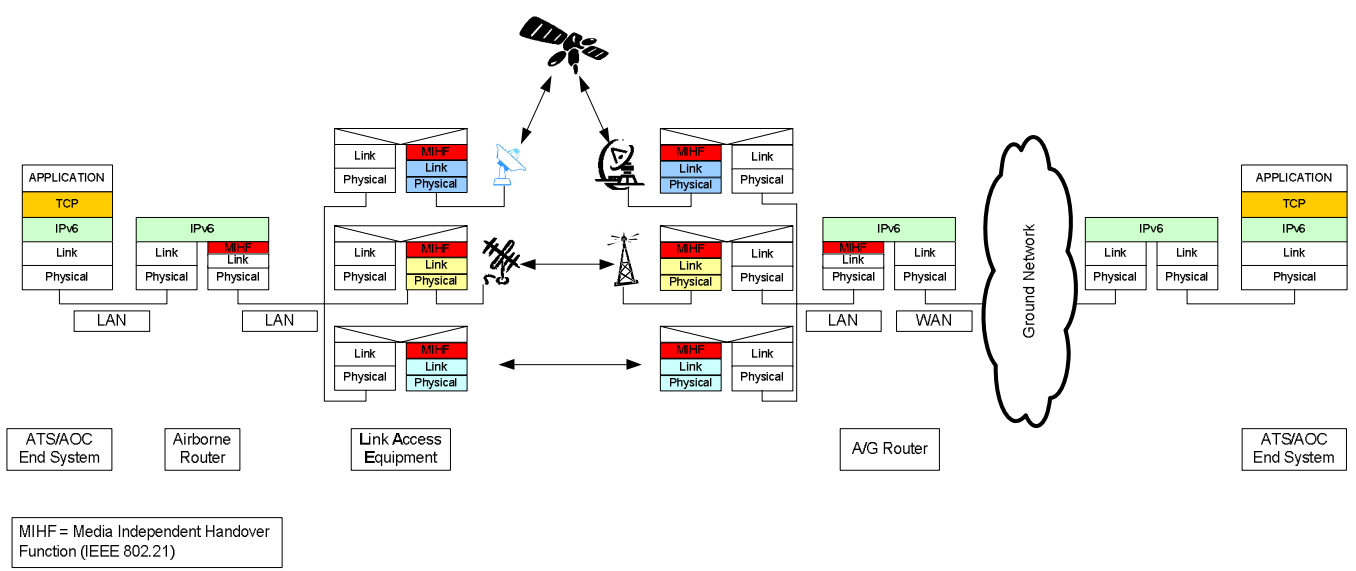 APPLICATION
TCP
IPv6
Link
Physical
LAN
IPv6
Link
Physical
MIHF
Link
Physical
LAN
Link
Physical
MIHF
Link
Physical
Link
Physical
MIHF
Link
Physical
Link
Physical
MIHF
Link
Physical
MIHF
Link
Physical
Link
Physical
MIHF
Link
Physical
Link
Physical
MIHF
Link
Physical
Link
Physical
IPv6
MIHF
Link
Physical
Link
Physical
LAN
WAN
Ground Network
IPv6
Link
Physical
Link
Physical
APPLICATION
TCP
IPv6
Link
Physical
ATS/AOC
End System
Airborne
Router
Link Access
Equipment
A/G Router
ATS/AOC
End System
MIHF = Media Independent Handover
Function (IEEE 802.21)